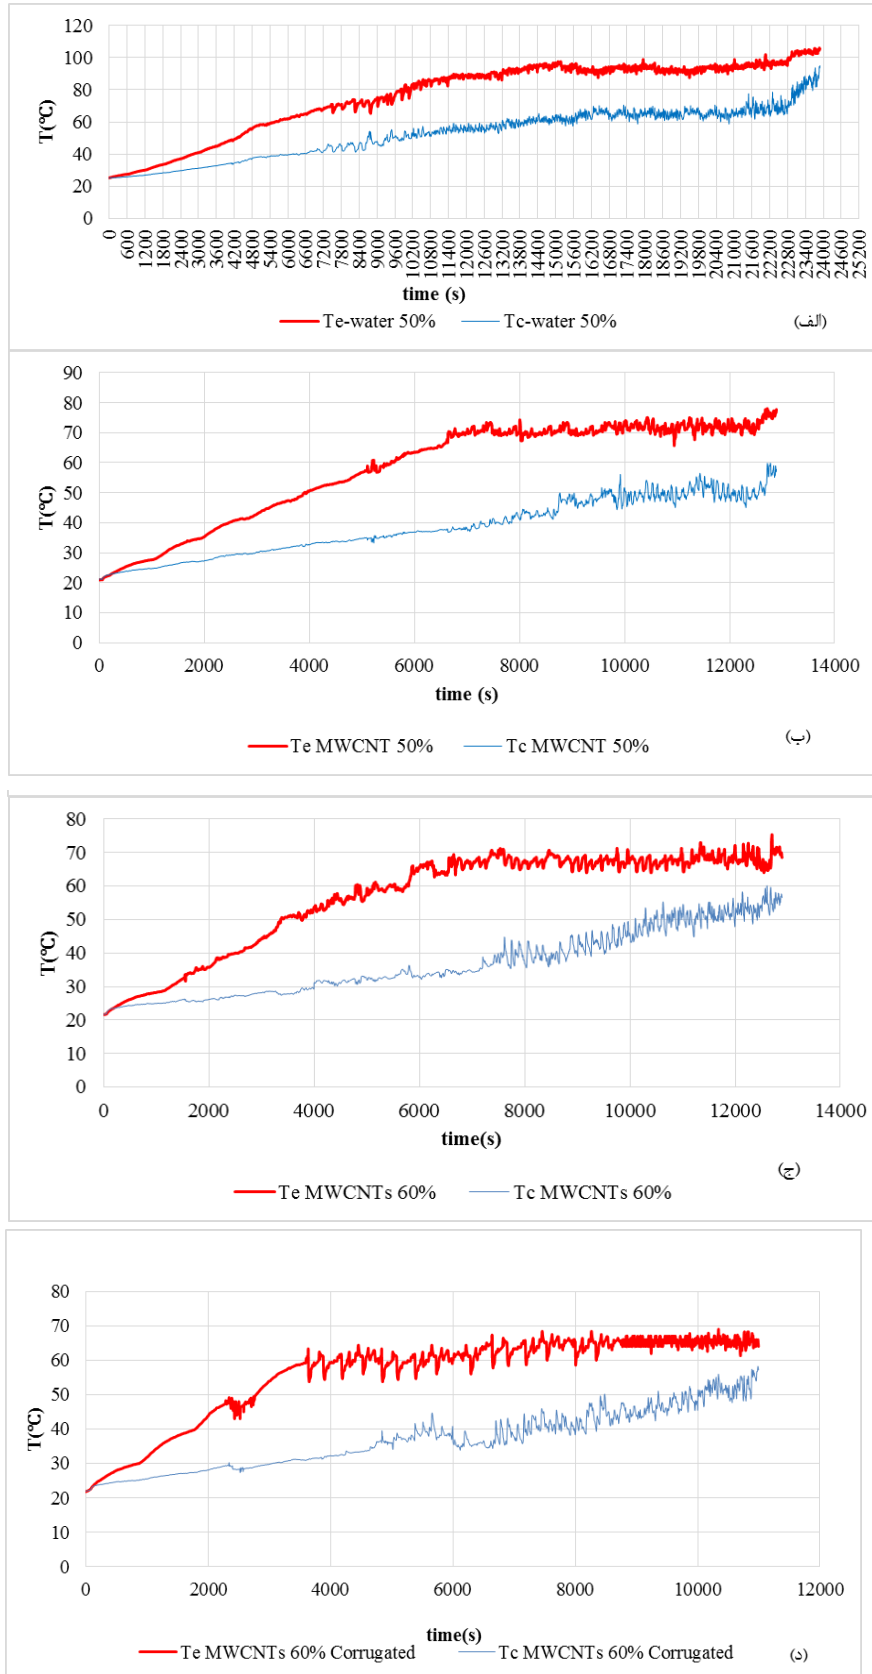 120
100
80
60
40
20
0
T(°C)
0 600 1200 1800 2400 3000 3600 4200 4800 5400 6000 6600 7200 7800 8400 9000 9600 10200 10800 11400 12000 12600 13200 13800 14400 15000 15600 16200 16800 17400 18000 18600 19200 19800 20400 21000 21600 22200 22800 23400 24000 24600 25200
time (s)
Te-water 50% Tc-water 50%
(الف)
90
80
70
60
50
40
30
20
10
0
T(°C)
0 2000 4000 6000 8000 10000 12000 14000
time (s)
Te MWCNT 50% Tc MWCNT 50%
(ب)
80
70
60
50
40
30
20
10
0
T(°C)
0 2000 4000 6000 8000 10000 12000 14000
time(s)
Te MWCNTs 60% Tc MWCNTs 60%
(ج)
80
70
60
50
40
30
20
10
0
T(°C)
0 2000 4000 6000 8000 10000 12000
time(s)
Te MWCNTs 60% Corrugated Tc MWCNTs 60% Corrugated
(د)